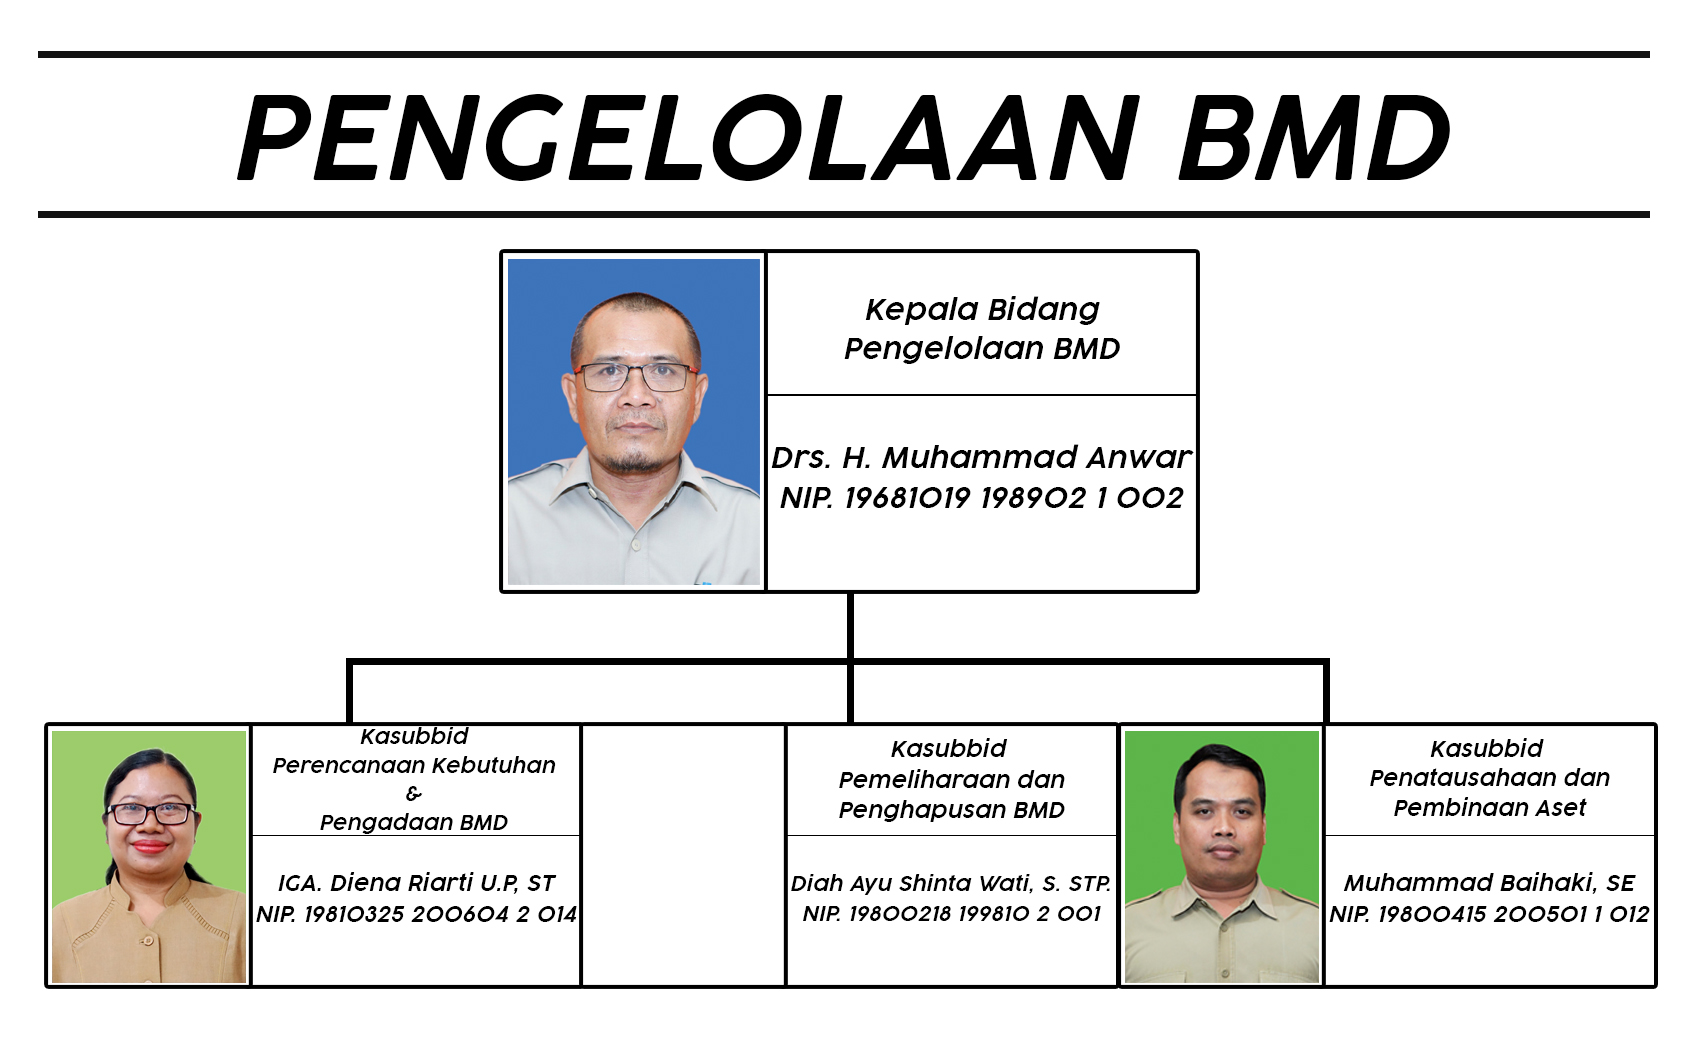 PENGELOLAAN BMD
Kepala Bidang
Pengelolaan BMD
Drs. H. Muhammad Anwar
NIP. 19681019 198902 1 002
Kasubbid
Perencanaan Kebutuhan
&
Pengadaan BMD
IGA. Diena Riarti U.P, ST
NIP. 19810325 200604 2 014
Kasubbid
Pemeliharaan dan
Penghapusan BMD
Diah Ayu Shinta Wati, S. STP.
NIP. 19800218 199810 2 001
Kasubbid
Penatausahaan dan
Pembinaan Aset
Muhammad Baihaki, SE
NIP. 19800415 200501 1 012